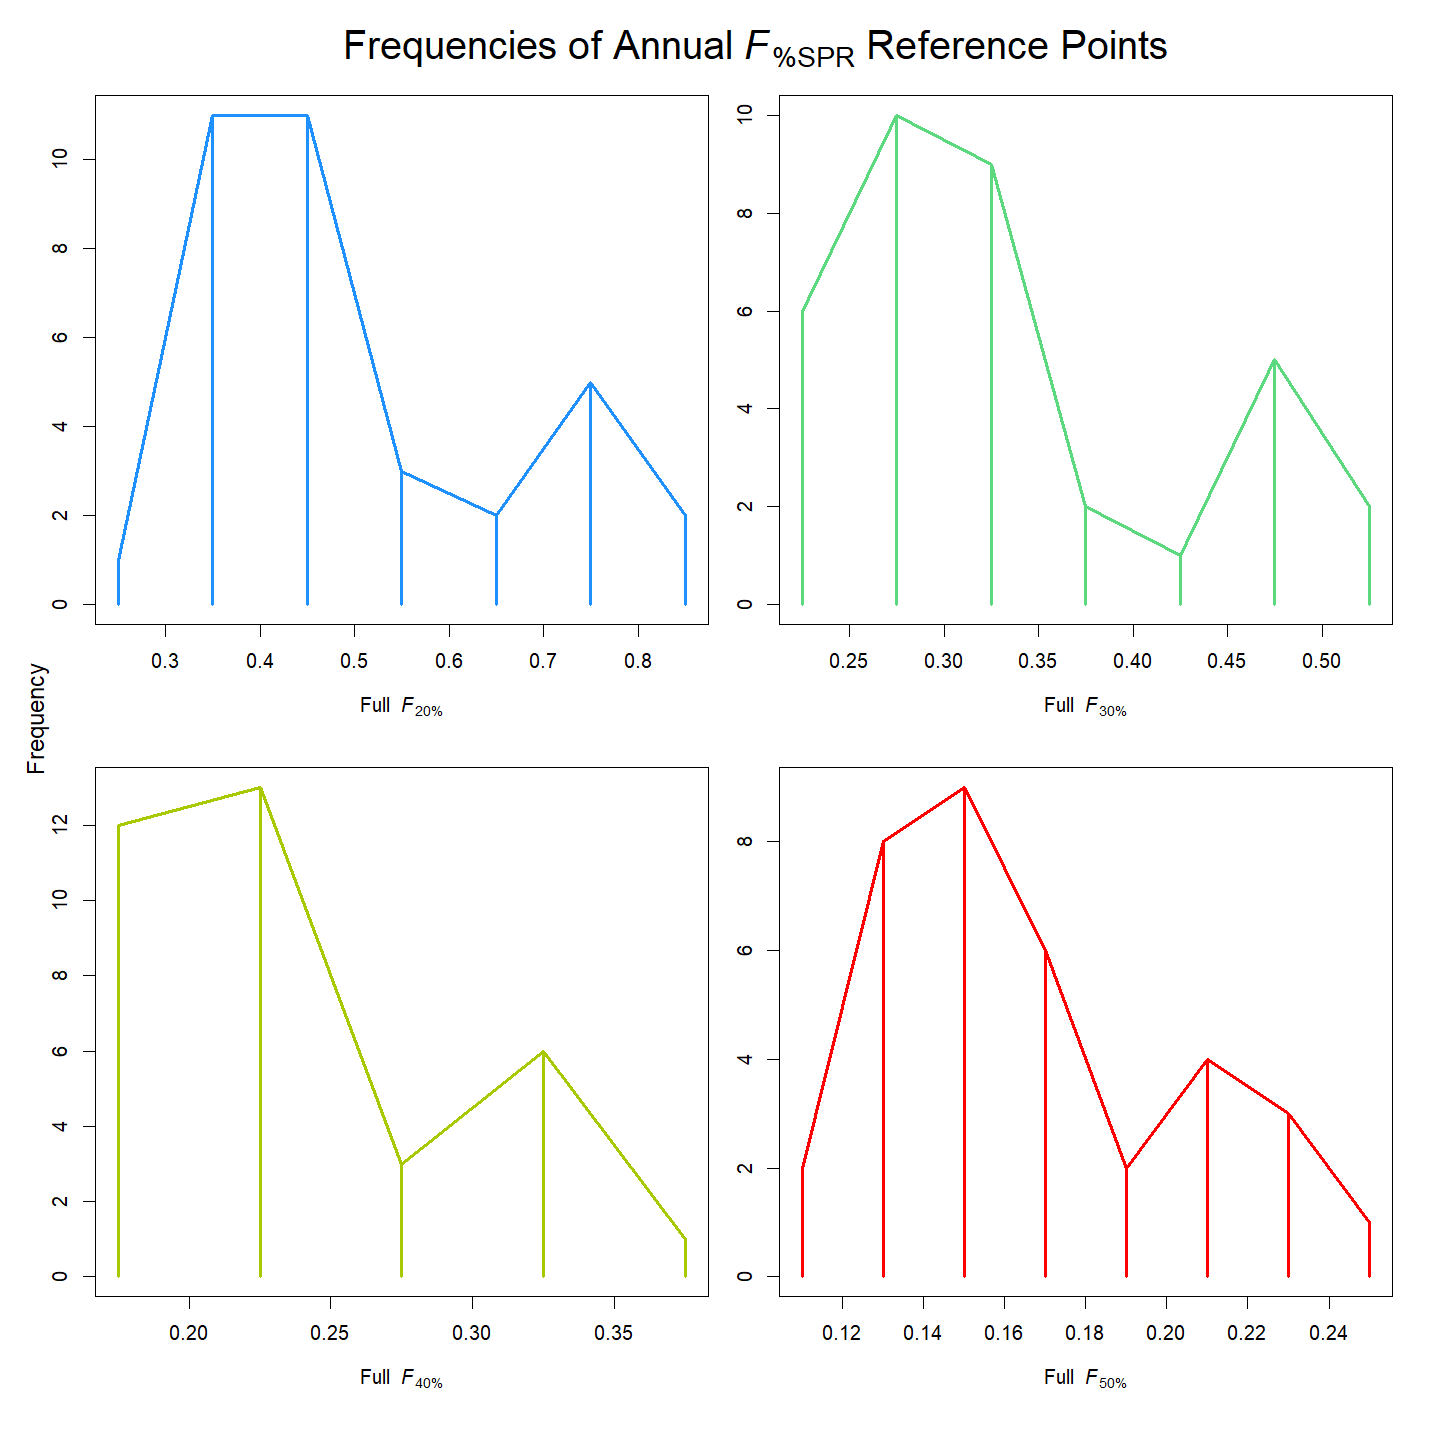 Frequencies of Annual F%SPR Reference Points
Frequency
0 2 4 6 8 10
0.3 0.4 0.5 0.6 0.7 0.8
Full F20%
0 2 4 6 8 10
0.25 0.30 0.35 0.40 0.45 0.50
Full F30%
0 2 4 6 8 10 12
0.20 0.25 0.30 0.35
Full F40%
0 2 4 6 8
0.12 0.14 0.16 0.18 0.20 0.22 0.24
Full F50%